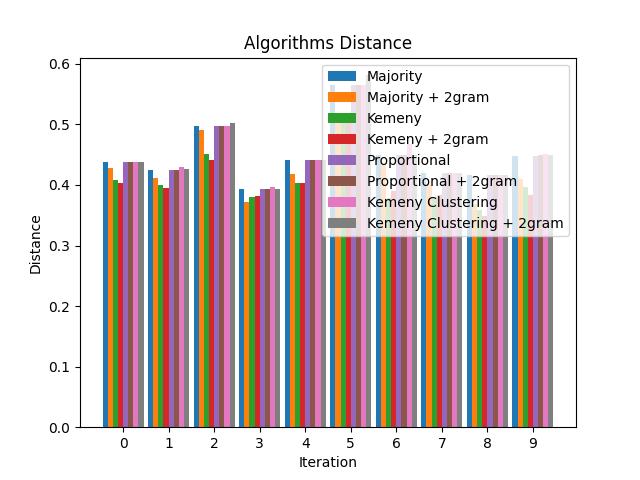 Algorithms Distance
0.6
0.5
0.4
0.3
0.2
0.1
0.0
Distance
Majority
Majority + 2gram
Kemeny
Kemeny + 2gram
Proportional
Proportional + 2gram
Kemeny Clustering
Kemeny Clustering + 2gram
0 1 2 3 4 5 6 7 8 9
Iteration